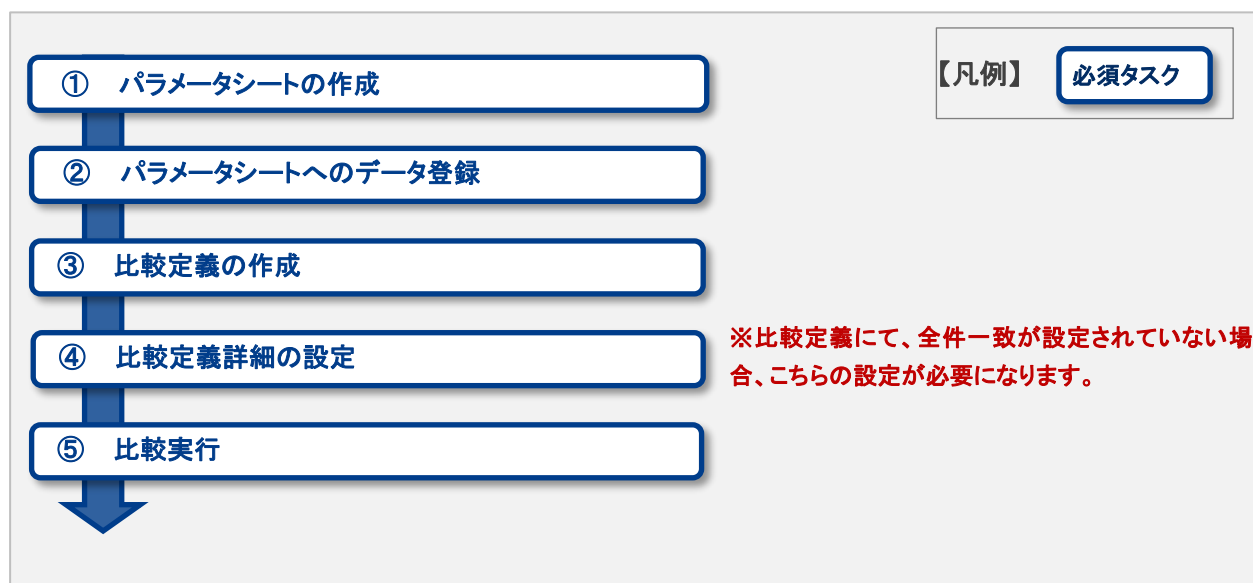 【凡例】 必須タスク
① パラメータシートの作成
② パラメータシートへのデータ登録
③ 比較定義の作成
④ 比較定義詳細の設定
※比較定義にて、全件一致が設定されていない場
合、こちらの設定が必要になります。
⑤ 比較実行